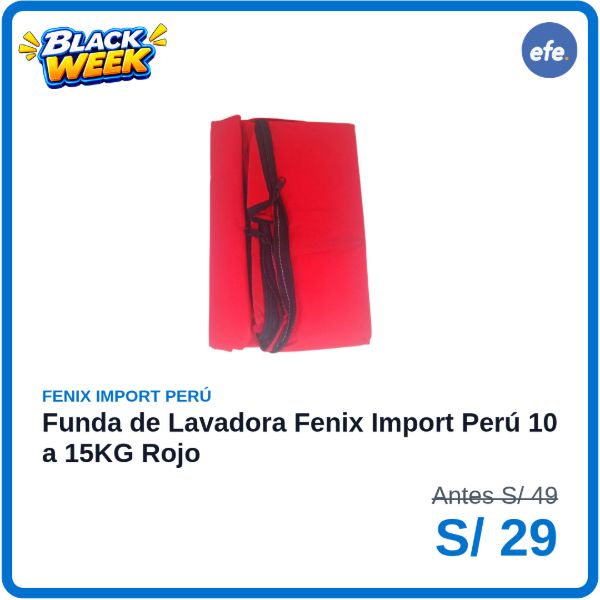 BLACK
WEEK
efe.
FENIX IMPORT PERÚ
Funda de Lavadora Fenix Import Perú 10
a 15KG Rojo
Antes S/ 49
S/ 29